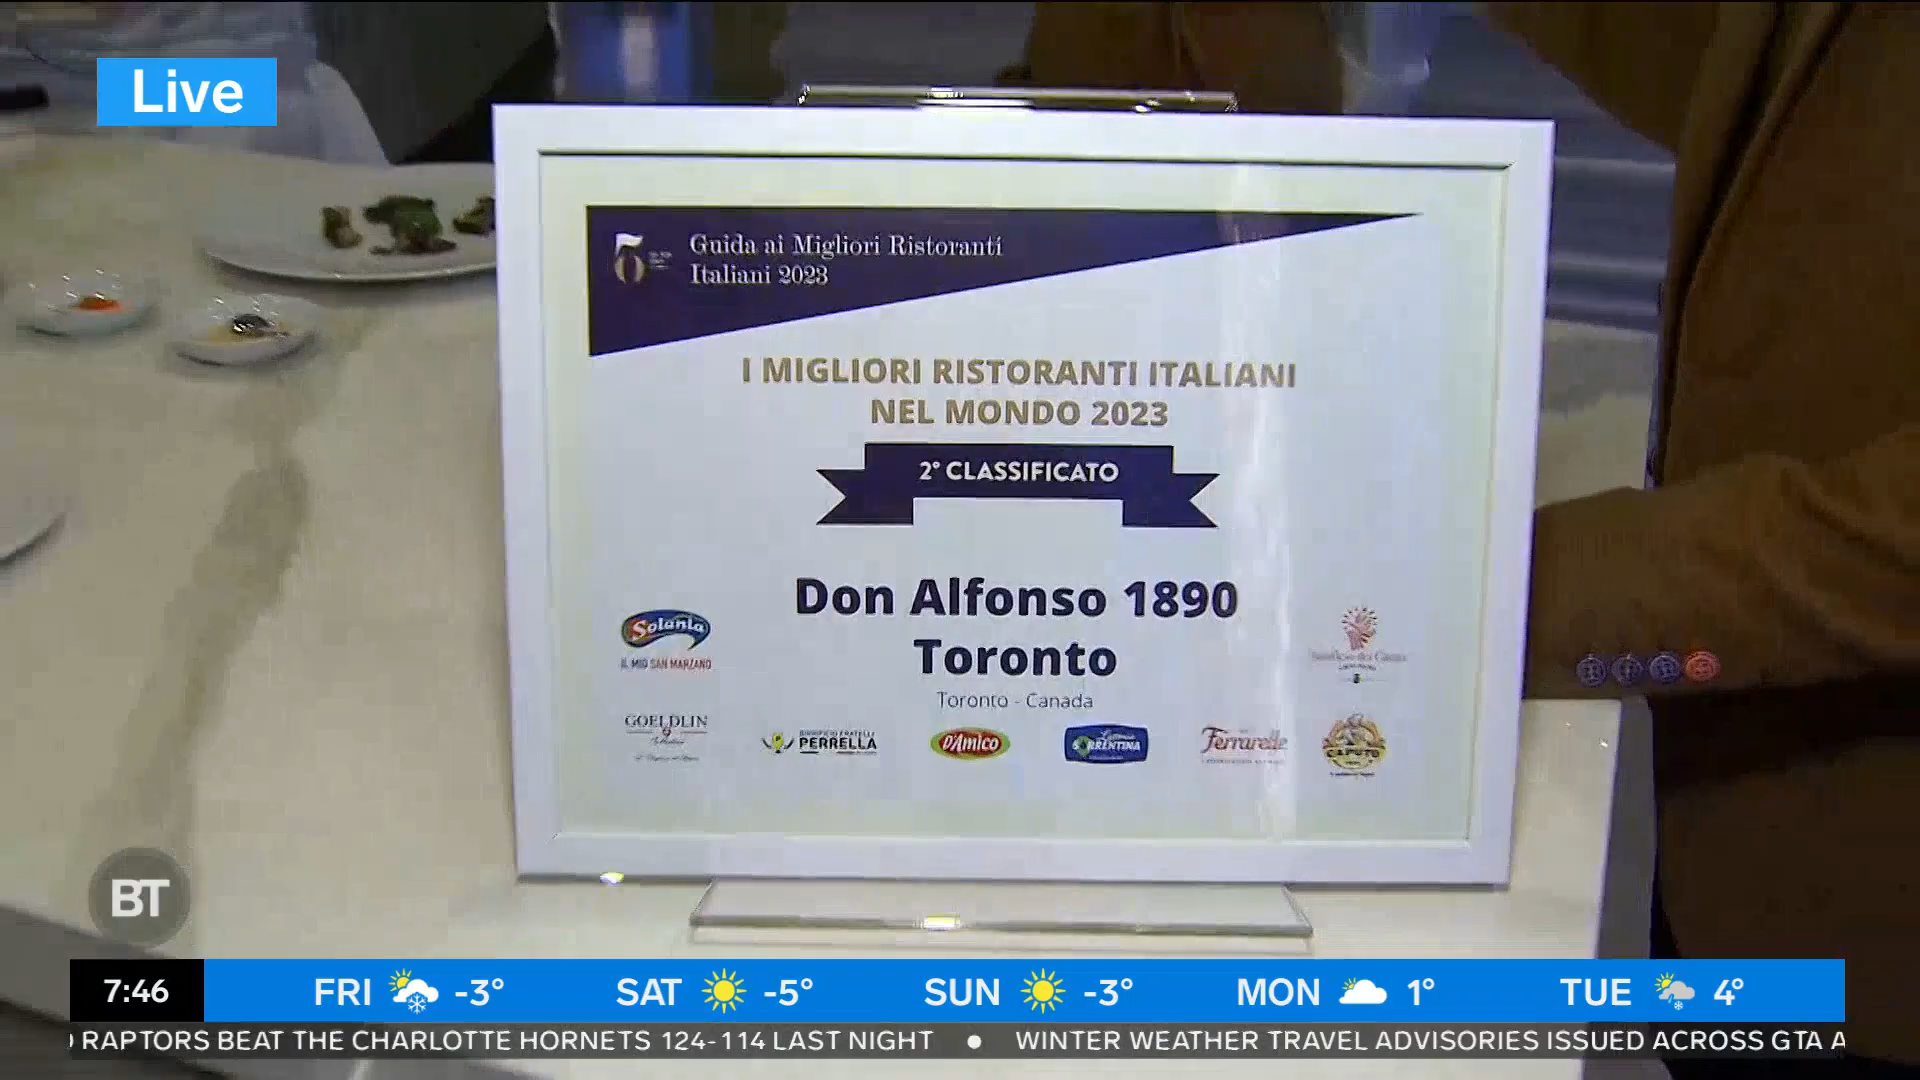 Live
Guida ai Migliori Ristoranti
Italiani 2023
I MIGLIORI RISTORANTI ITALIANI
NEL MONDO 2023
2° CLASSIFICATO
Don Alfonso 1890
Toronto
Toronto - Canada
Solania
IL MIO SAN MARZANO
GOELDLIN
PERRELLA
D'AMICO
SORRENTINA
Ferrarelle
CAPUTO
BT
7:46 FRI -3° SAT -5° SUN -3° MON 1° TUE 4°
RAPTORS BEAT THE CHARLOTTE HORNETS 124-114 LAST NIGHT • WINTER WEATHER TRAVEL ADVISORIES ISSUED ACROSS GTA A